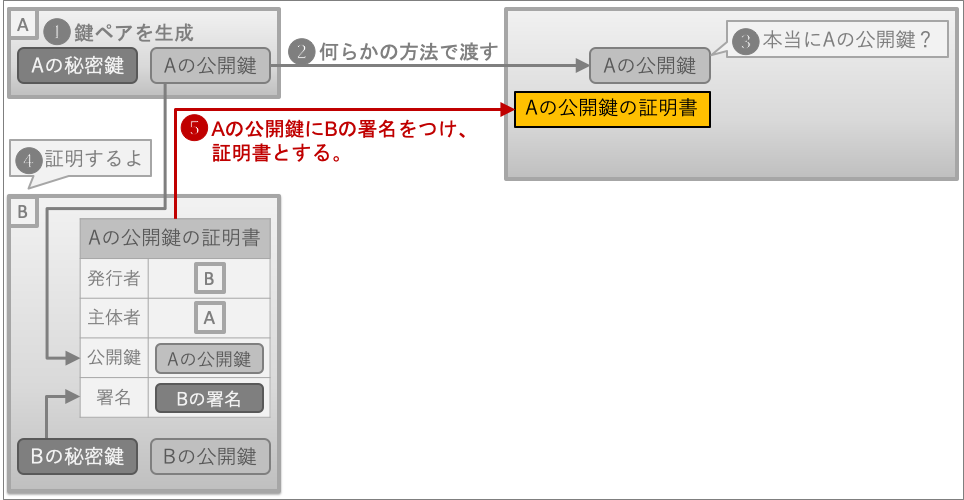 A
❶鍵ペアを生成
Aの秘密鍵
Aの公開鍵
❷何らかの方法で渡す
❸本当にAの公開鍵?
Aの公開鍵
Aの公開鍵の証明書
❺Aの公開鍵にBの署名をつけ、
証明書とする。
❹証明するよ
B
Aの公開鍵の証明書
発行者
B
主体者
A
公開鍵
Aの公開鍵
署名
Bの署名
Bの秘密鍵
Bの公開鍵